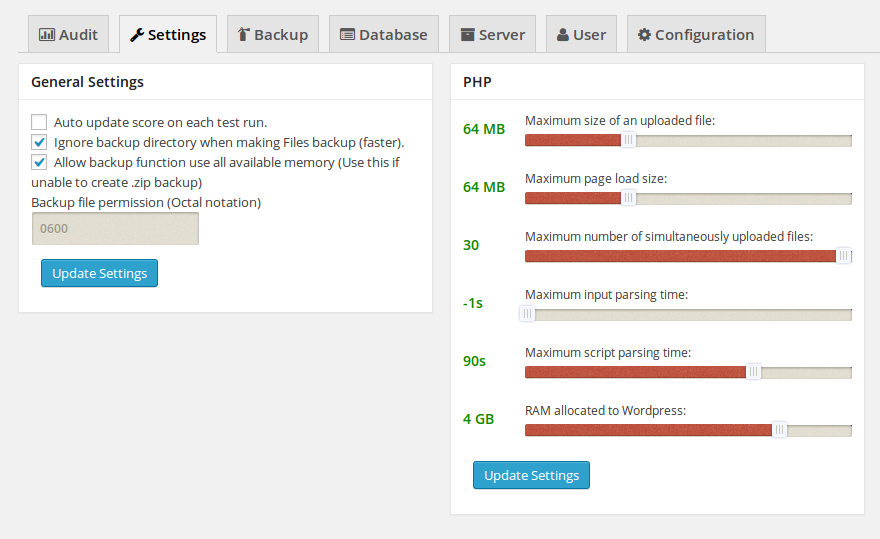 Audit Settings Backup Database Server User Configuration
General Settings
Auto update score on each test run.
Ignore backup directory when making Files backup (faster).
Allow backup function use all available memory (Use this if
unable to create .zip backup)
Backup file permission (Octal notation)
0600
Update Settings
PHP
64 MB Maximum size of an uploaded file:
64 MB Maximum page load size:
30 Maximum number of simultaneously uploaded files:
-1s Maximum input parsing time:
90s Maximum script parsing time:
4 GB RAM allocated to Wordpress:
Update Settings